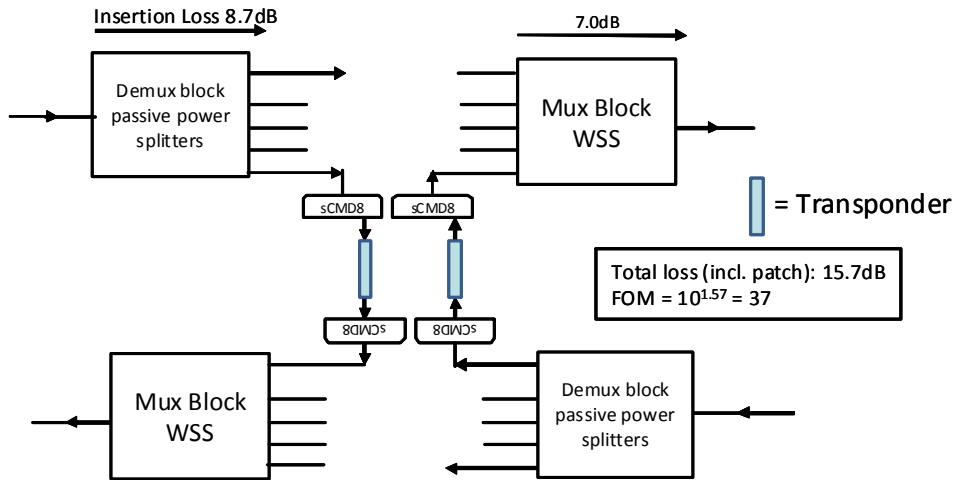 Insertion Loss 8.7dB
7.0dB
Demux block
passive power
splitters
Mux Block
WSS
sCMD8
sCMD8
= Transponder
Total loss (incl. patch): 15.7dB
FOM = 10^1.57 = 37
sCMD8
sCMD8
Mux Block
WSS
Demux block
passive power
splitters